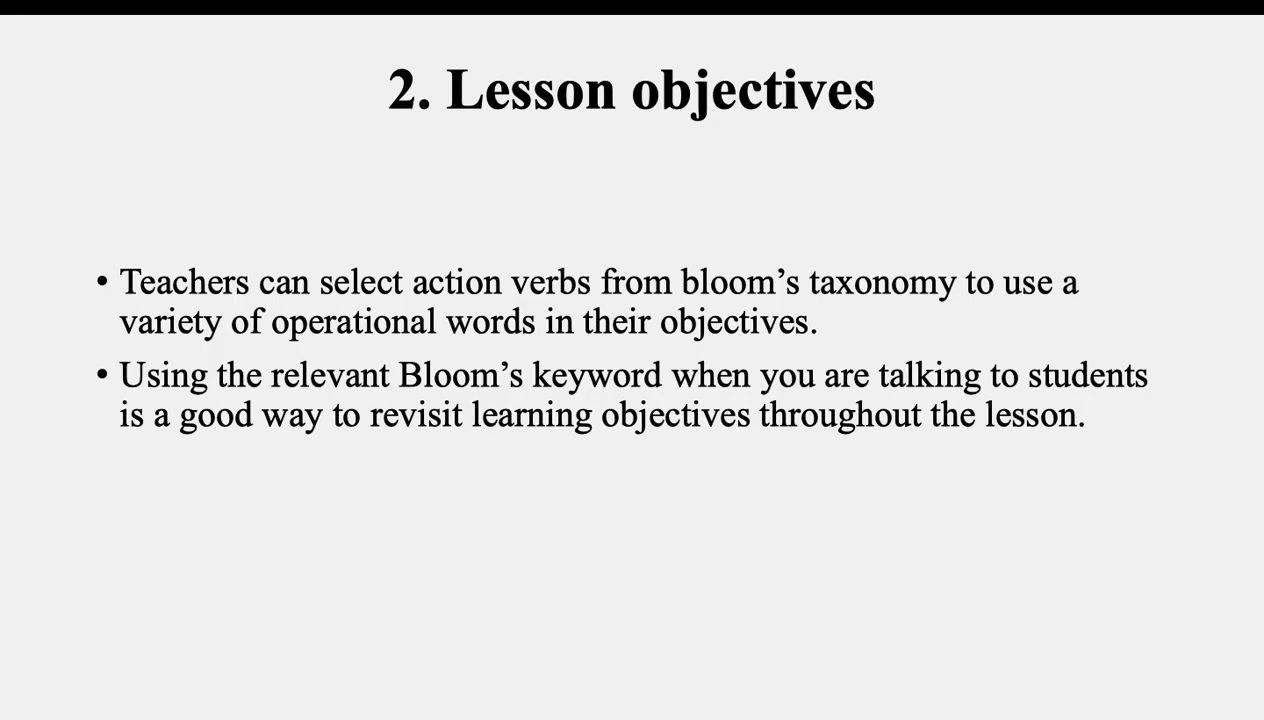 2. Lesson objectives
• Teachers can select action verbs from bloom’s taxonomy to use a
variety of operational words in their objectives.
• Using the relevant Bloom’s keyword when you are talking to students
is a good way to revisit learning objectives throughout the lesson.